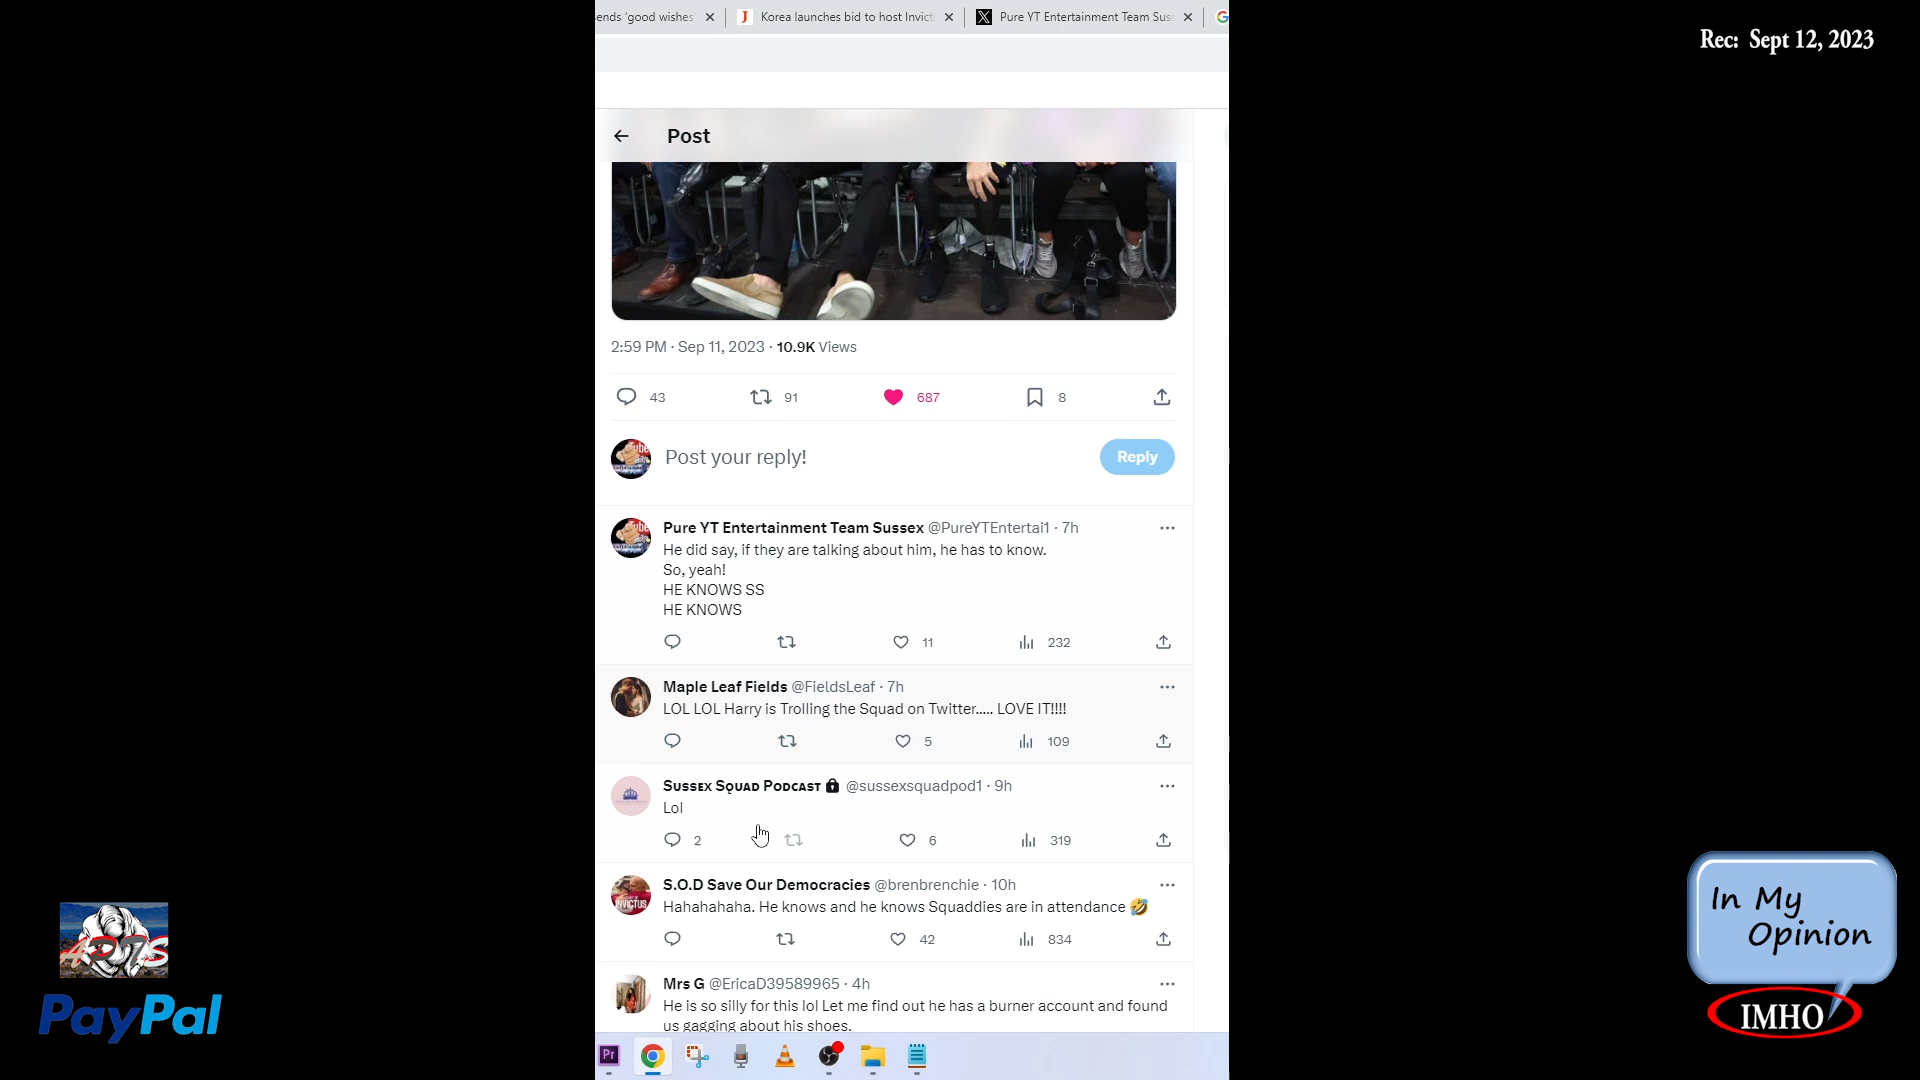 ends 'good wishes'
Korea launches bid to host Invict
Pure YT Entertainment Team Suss
Rec: Sept 12, 2023
Post
2:59 PM · Sep 11, 2023 · 10.9K Views
43 91 687 8
Post your reply!
Reply
Pure YT Entertainment Team Sussex @PureYTEntertai1 · 7h
He did say, if they are talking about him, he has to know.
So, yeah!
HE KNOWS SS
HE KNOWS
11 232
Maple Leaf Fields @FieldsLeaf · 7h
LOL LOL Harry is Trolling the Squad on Twitter..... LOVE IT!!!!
5 109
Sussex Squad Podcast @sussexsquadpod1 · 9h
Lol
2 6 319
S.O.D Save Our Democracies @brenbrenchie · 10h
Hahahahaha. He knows and he knows Squaddies are in attendance 🤣
42 834
Mrs G @EricaD39589965 · 4h
He is so silly for this lol Let me find out he has a burner account and found
us gagging about his shoes.
Pr
PayPal
In My
Opinion
IMHO